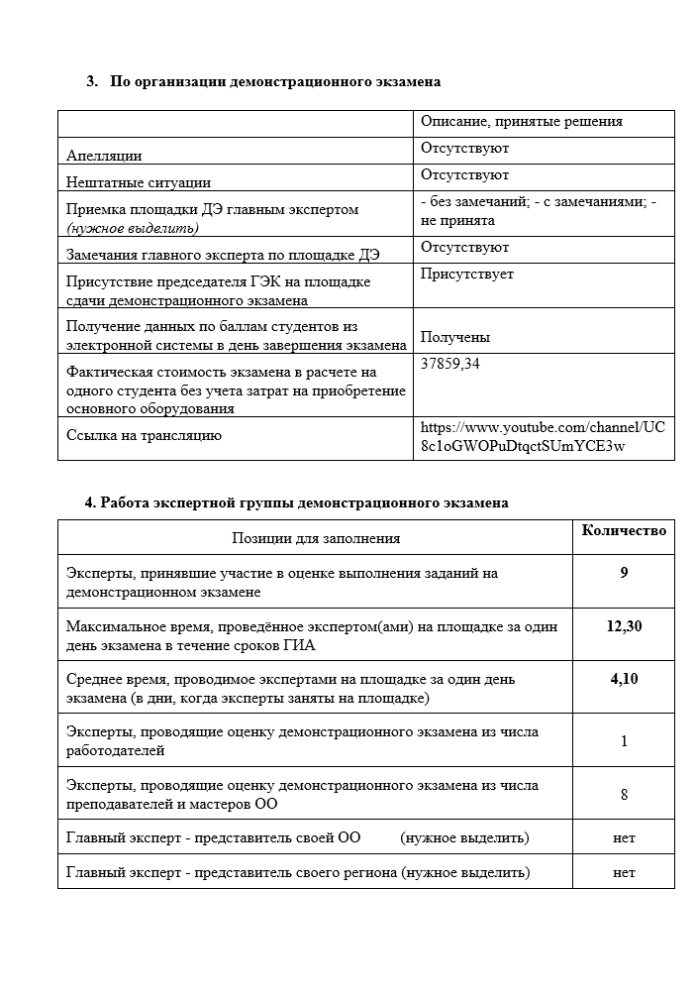 3. По организации демонстрационного экзамена
Описание, принятые решения
Апелляции
Отсутствуют
Нештатные ситуации
Отсутствуют
Приемка площадки ДЭ главным экспертом
(нужное выделить)
- без замечаний; - с замечаниями; -
не принята
Замечания главного эксперта по площадке ДЭ
Отсутствуют
Присутствие председателя ГЭК на площадке
сдачи демонстрационного экзамена
Присутствует
Получение данных по баллам студентов из
электронной системы в день завершения экзамена
Получены
Фактическая стоимость экзамена в расчете на
одного студента без учета затрат на приобретение
основного оборудования
37859,34
Ссылка на трансляцию
https://www.youtube.com/channel/UC
8c1oGWOPuDtqctSUmYCE3w
4. Работа экспертной группы демонстрационного экзамена
Позиции для заполнения
Количество
Эксперты, принявшие участие в оценке выполнения заданий на
демонстрационном экзамене
9
Максимальное время, проведённое экспертом(ами) на площадке за один
день экзамена в течение сроков ГИА
12,30
Среднее время, проводимое экспертами на площадке за один день
экзамена (в дни, когда эксперты заняты на площадке)
4,10
Эксперты, проводящие оценку демонстрационного экзамена из числа
работодателей
1
Эксперты, проводящие оценку демонстрационного экзамена из числа
преподавателей и мастеров ОО
8
Главный эксперт - представитель своей ОО (нужное выделить)
нет
Главный эксперт - представитель своего региона (нужное выделить)
нет